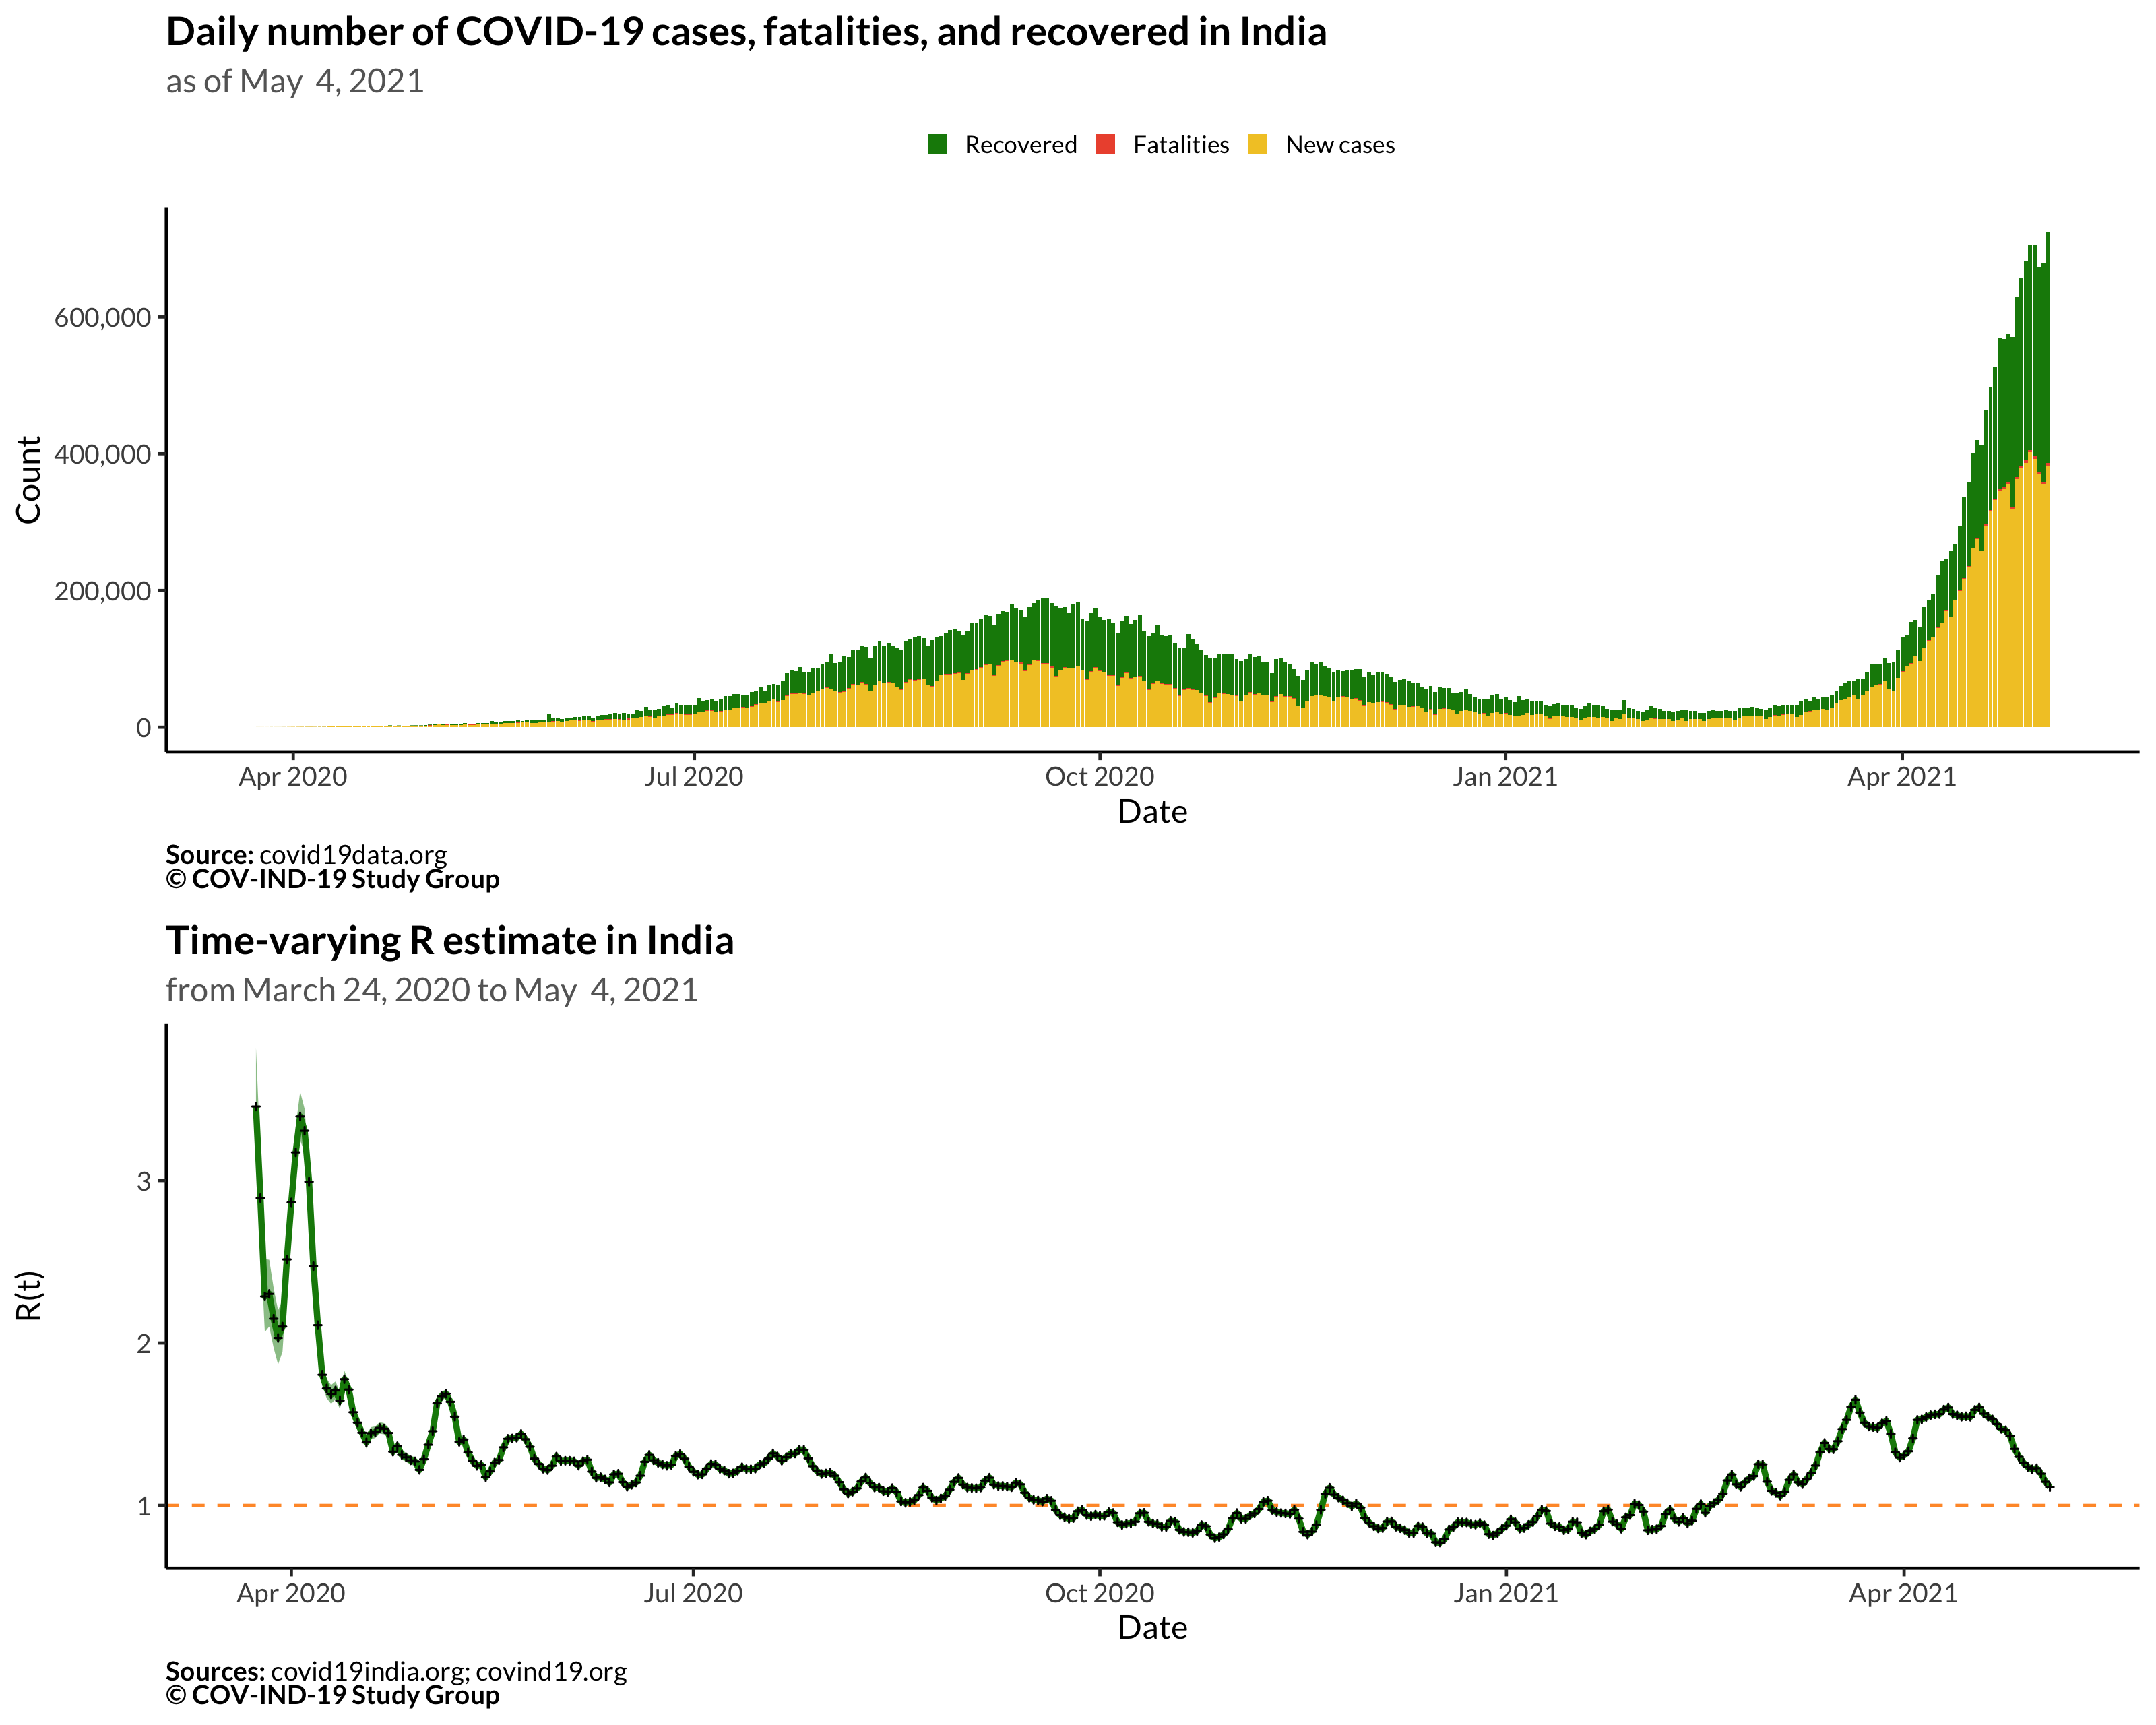 Daily number of COVID-19 cases, fatalities, and recovered in India
as of May  4, 2021
Recovered Fatalities New cases
Count
600,000
400,000
200,000
0
Apr 2020 Jul 2020 Oct 2020 Jan 2021 Apr 2021
Date
Source: covid19data.org
© COV-IND-19 Study Group
Time-varying R estimate in India
from March 24, 2020 to May  4, 2021
R(t)
3
2
1
Apr 2020 Jul 2020 Oct 2020 Jan 2021 Apr 2021
Date
Sources: covid19india.org; covind19.org
© COV-IND-19 Study Group